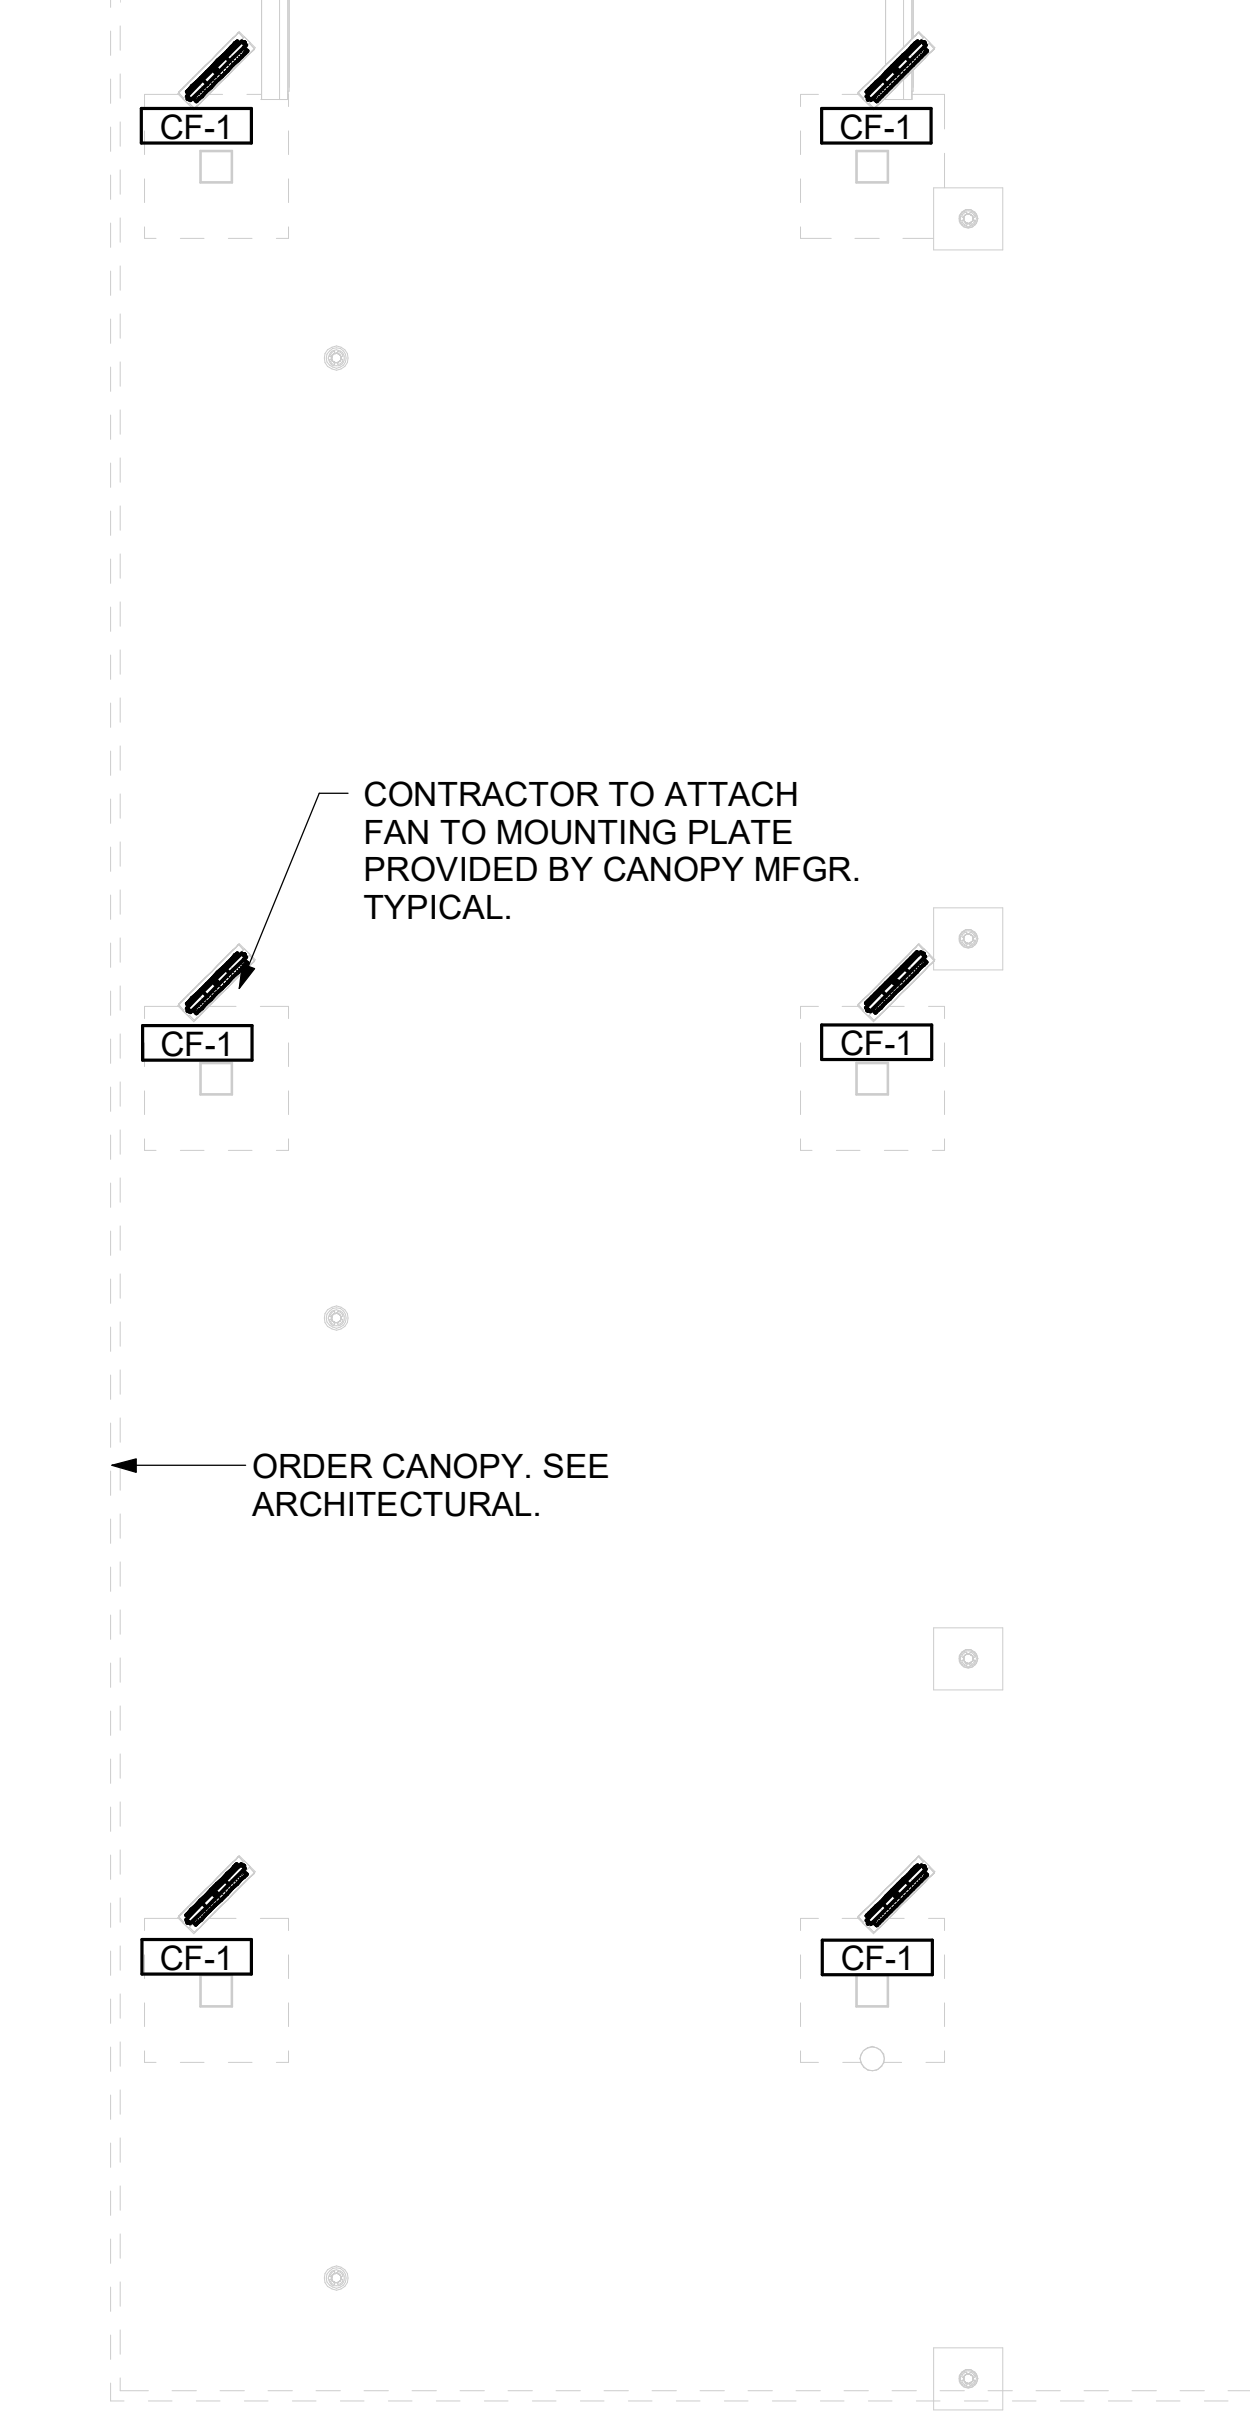 CF-1
CF-1
CONTRACTOR TO ATTACH
FAN TO MOUNTING PLATE
PROVIDED BY CANOPY MFGR.
TYPICAL.
CF-1
CF-1
ORDER CANOPY. SEE
ARCHITECTURAL.
CF-1
CF-1